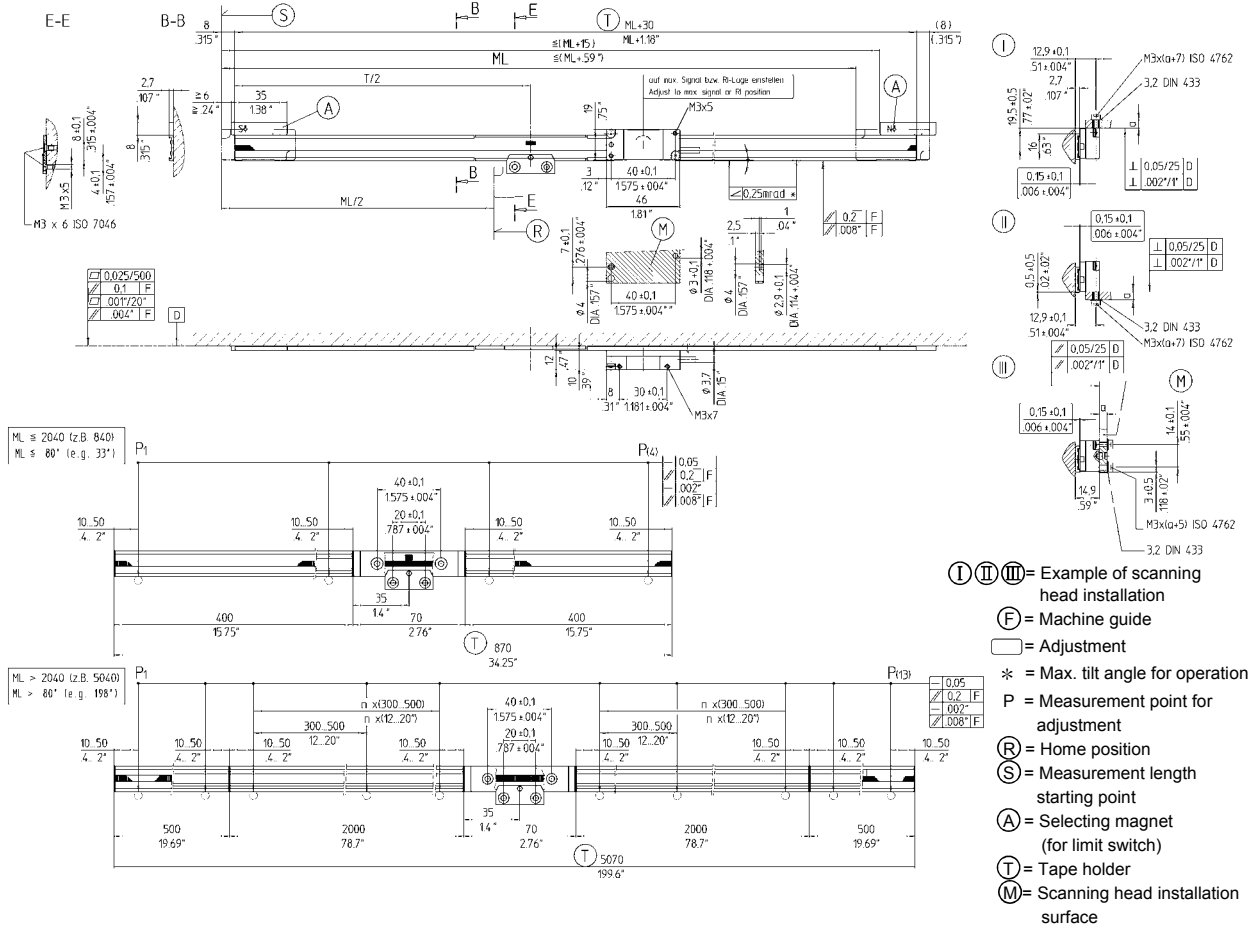 E-E
B-B
S
B
E
T
ML+30
ML+1.18"
8
.315"
(8)
(.315")
≤(ML+15)
≤(ML+.59")
ML
T/2
2,7
.107"
≥ 6
≥ .24"
35
1.38"
A
auf max. Signal bzw. RI-Lage einstellen
Adjust to max. signal or RI position
A
8 ±0,1
.315 ±.004"
8
.315"
19
.75"
M3x5
M3x5
4 ±0,1
.157 ±.004"
3
.12"
40 ±0,1
1.575 ±.004"
46
1.81"
0,25mrad *
0,2 F
.008" F
M3 x 6 ISO 7046
ML/2
B
E
R
M
7 ±0,1
.276 ±.004"
2,5
.1"
1
.04"
40 ±0,1
1.575 ±.004"
ø 4
DIA .157"
ø 3 +0,1
DIA .118 +.004"
ø 4
DIA .157"
ø 2.9 +0,1
DIA .114 +.004"
0,025/500
0,1 F
.001"/20"
.004" F
D
12
.47"
10
.39"
8
.31"
30 ±0,1
1.181 ±.004"
ø 3,7
DIA .15"
M3x7
I
12,9 ±0,1
.51 ±.004"
2,7
.107"
M3x(a+7) ISO 4762
3,2 DIN 433
19,5 ±0,5
.77 ±.02"
16
.63"
a
0,15 ±0,1
.006 ±.004"
⊥ 0,05/25 D
⊥ .002"/1" D
II
0,15 ±0,1
.006 ±.004"
⊥ 0,05/25 D
⊥ .002"/1" D
0.5 ±0,5
.02 ±.02"
a
12,9 ±0,1
.51 ±.004"
3,2 DIN 433
M3x(a+7) ISO 4762
0,05/25 D
.002"/1" D
III
M
a
0,15 ±0,1
.006 ±.004"
14 ±0,1
.55 ±.004"
14,9
.59"
3 ±0,5
.118 ±.02"
M3x(a+5) ISO 4762
3,2 DIN 433
ML ≤ 2040 (z.B. 840)
ML ≤ 80" (e.g. 33")
P1
P(4)
0,05
0,2 F
.002"
.008" F
40 ±0,1
1.575 ±.004"
20 ±0,1
.787 ±.004"
10...50
.4... 2"
10...50
.4... 2"
10...50
.4... 2"
10...50
.4... 2"
35
1.4"
400
15.75"
70
2.76"
400
15.75"
T
870
34.25"
ML > 2040 (z.B. 5040)
ML > 80" (e.g. 198")
P1
P(13)
0,05
0,2 F
.002"
.008" F
n x(300...500)
n x(12...20")
40 ±0,1
1.575 ±.004"
n x(300...500)
n x(12...20")
300...500
12...20"
20 ±0,1
.787 ±.004"
300...500
12...20"
10...50
.4... 2"
10...50
.4... 2"
10...50
.4... 2"
10...50
.4... 2"
10...50
.4... 2"
10...50
.4... 2"
35
1.4"
500
19.69"
2000
78.7"
70
2.76"
2000
78.7"
500
19.69"
T
5070
199.6"
I II III = Example of scanning
head installation
F = Machine guide
= Adjustment
* = Max. tilt angle for operation
P = Measurement point for
adjustment
R = Home position
S = Measurement length
starting point
A = Selecting magnet
(for limit switch)
T = Tape holder
M = Scanning head installation
surface